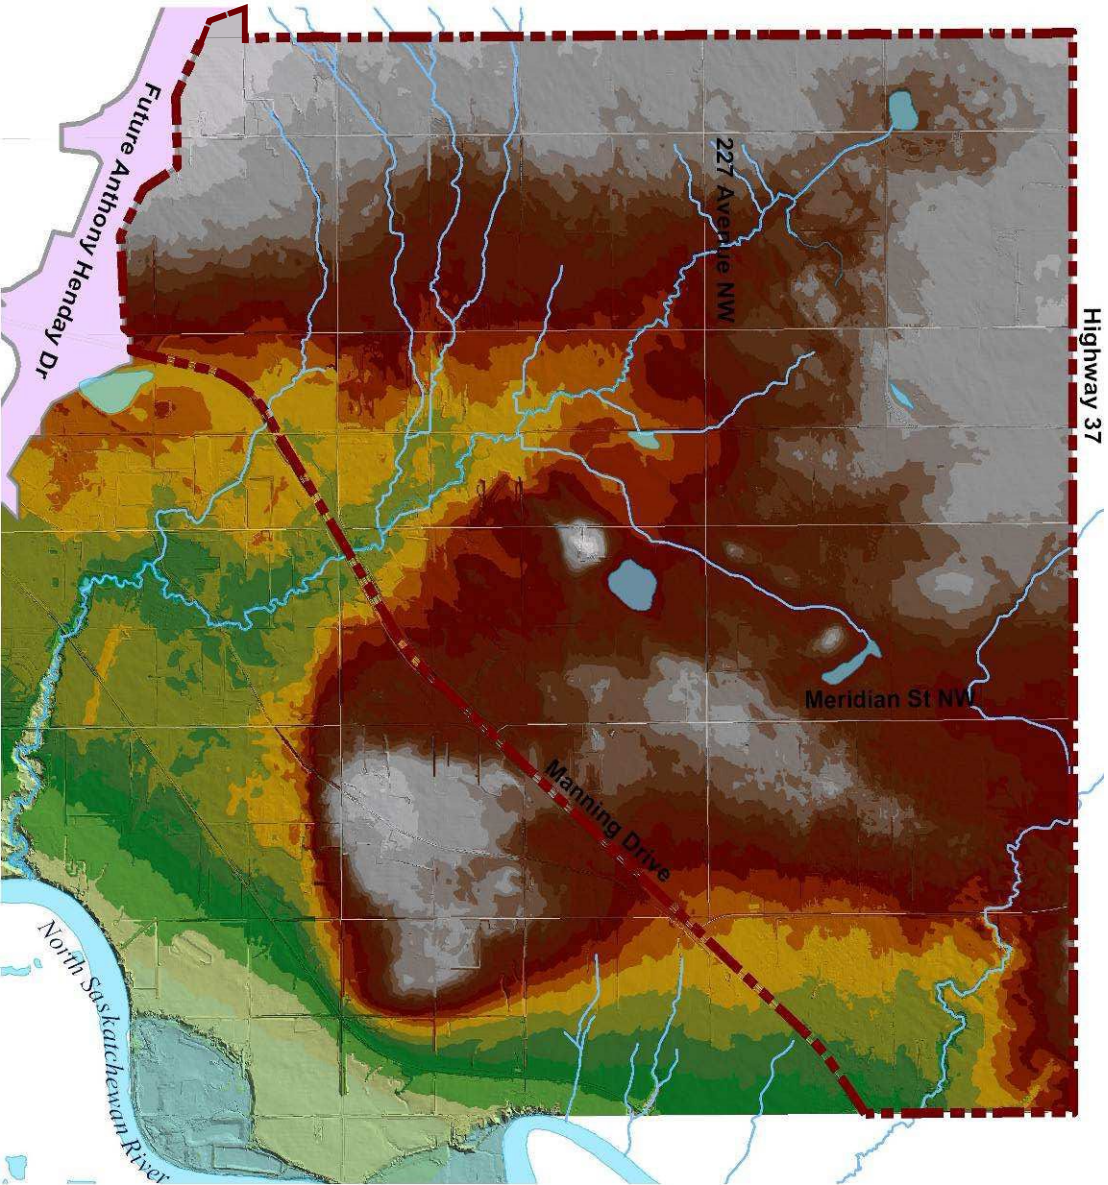 Future Anthony Henday Dr
227 Avenue NW
Highway 37
Meridian St NW
Manning Drive
North Saskatchewan River